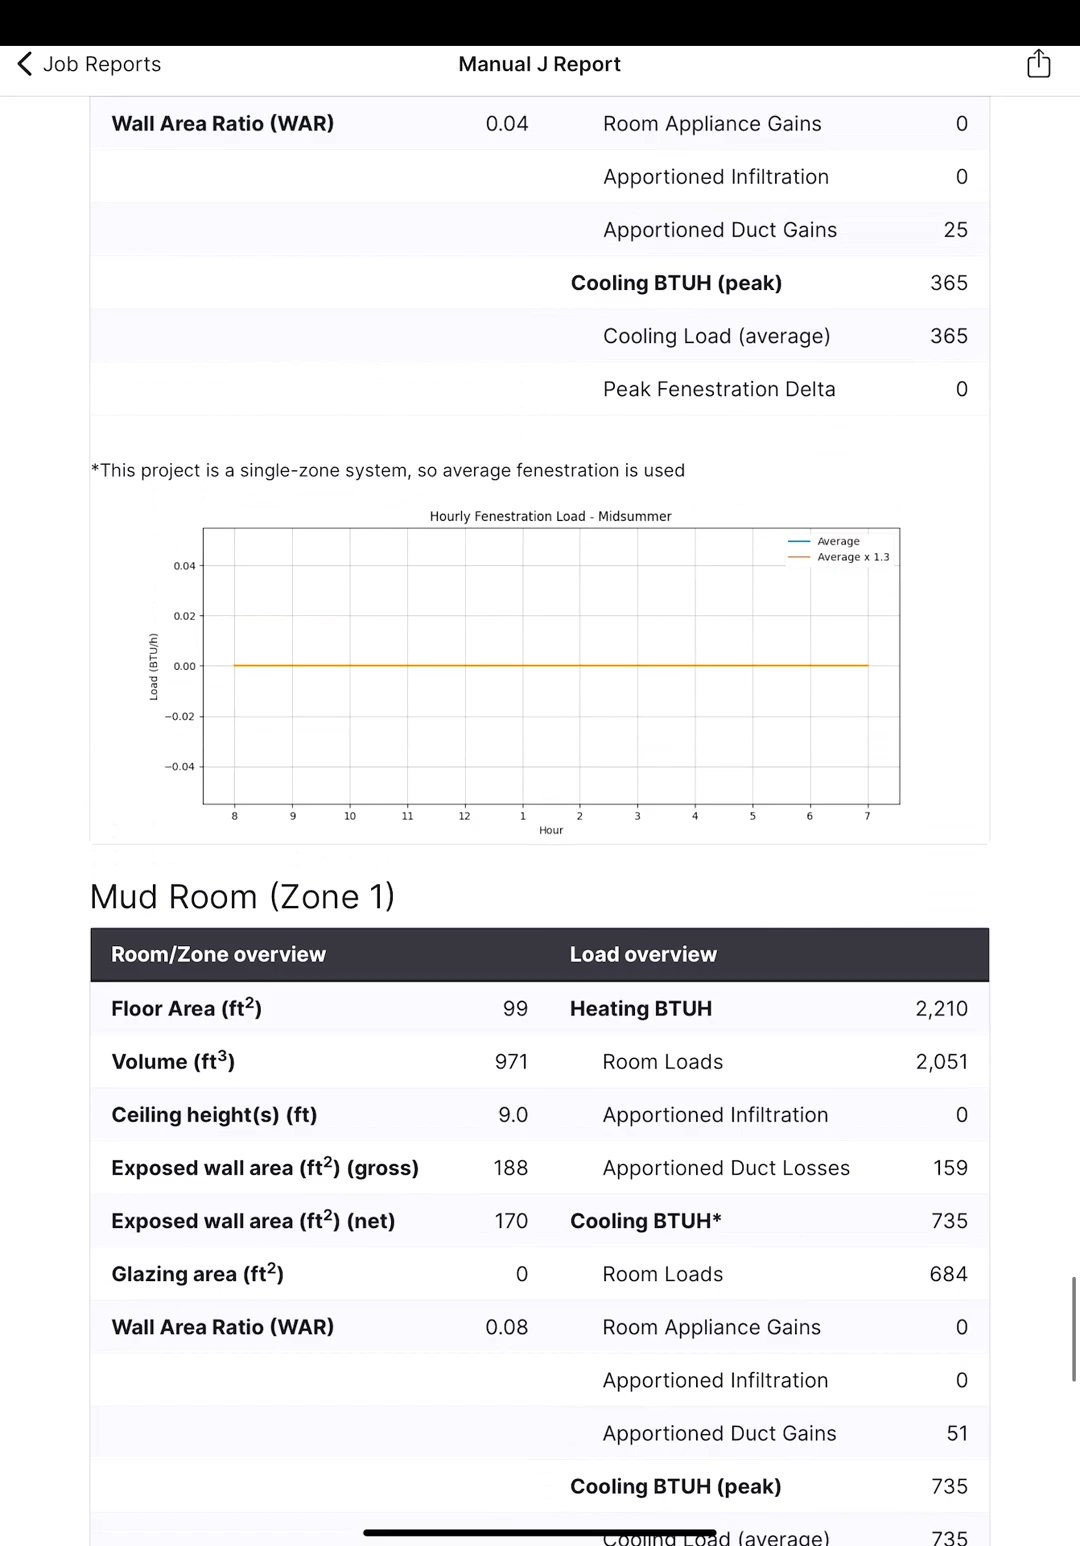 Job Reports
Manual J Report
Wall Area Ratio (WAR) 0.04 Room Appliance Gains 0
Apportioned Infiltration 0
Apportioned Duct Gains 25
Cooling BTUH (peak) 365
Cooling Load (average) 365
Peak Fenestration Delta 0
*This project is a single-zone system, so average fenestration is used
Hourly Fenestration Load - Midsummer
Average
Average x 1.3
0.04
0.02
0.00
−0.02
−0.04
Load (BTU/h)
8 9 10 11 12 1 2 3 4 5 6 7
Hour
Mud Room (Zone 1)
Room/Zone overview Load overview
Floor Area (ft²) 99 Heating BTUH 2,210
Volume (ft³) 971 Room Loads 2,051
Ceiling height(s) (ft) 9.0 Apportioned Infiltration 0
Exposed wall area (ft²) (gross) 188 Apportioned Duct Losses 159
Exposed wall area (ft²) (net) 170 Cooling BTUH* 735
Glazing area (ft²) 0 Room Loads 684
Wall Area Ratio (WAR) 0.08 Room Appliance Gains 0
Apportioned Infiltration 0
Apportioned Duct Gains 51
Cooling BTUH (peak) 735
Cooling Load (average) 735